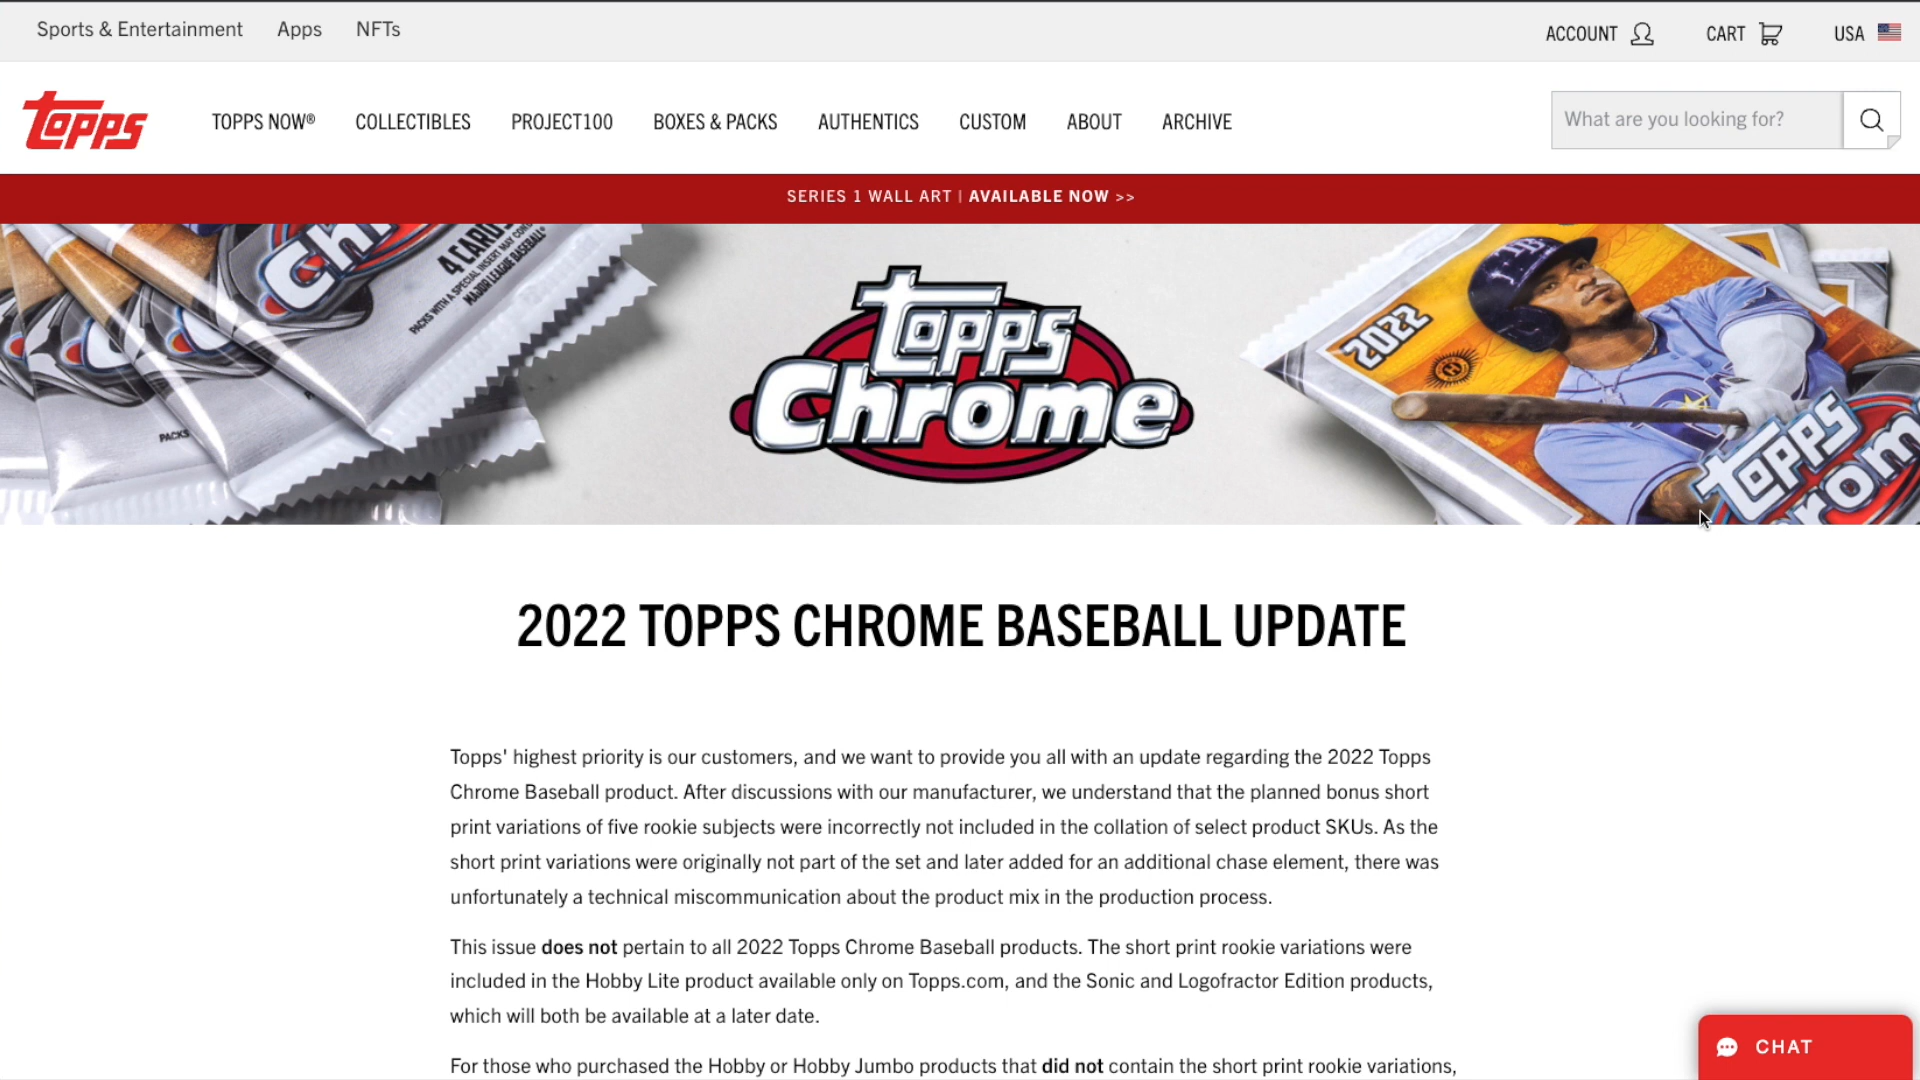 Sports & Entertainment Apps NFTs
ACCOUNT CART USA
topps
TOPPS NOW® COLLECTIBLES PROJECT100 BOXES & PACKS AUTHENTICS CUSTOM ABOUT ARCHIVE
What are you looking for?
SERIES 1 WALL ART | AVAILABLE NOW >>
4 CARD
PACKS WITH A SPECIAL INSERT MAY CON
MAJOR LEAGUE BASEBALL®
Ch
PACKS
topps
Chrome
2022
TB
topps
rom
2022 TOPPS CHROME BASEBALL UPDATE
Topps' highest priority is our customers, and we want to provide you all with an update regarding the 2022 Topps
Chrome Baseball product. After discussions with our manufacturer, we understand that the planned bonus short
print variations of five rookie subjects were incorrectly not included in the collation of select product SKUs. As the
short print variations were originally not part of the set and later added for an additional chase element, there was
unfortunately a technical miscommunication about the product mix in the production process.
This issue does not pertain to all 2022 Topps Chrome Baseball products. The short print rookie variations were
included in the Hobby Lite product available only on Topps.com, and the Sonic and Logofractor Edition products,
which will both be available at a later date.
For those who purchased the Hobby or Hobby Jumbo products that did not contain the short print rookie variations,
CHAT